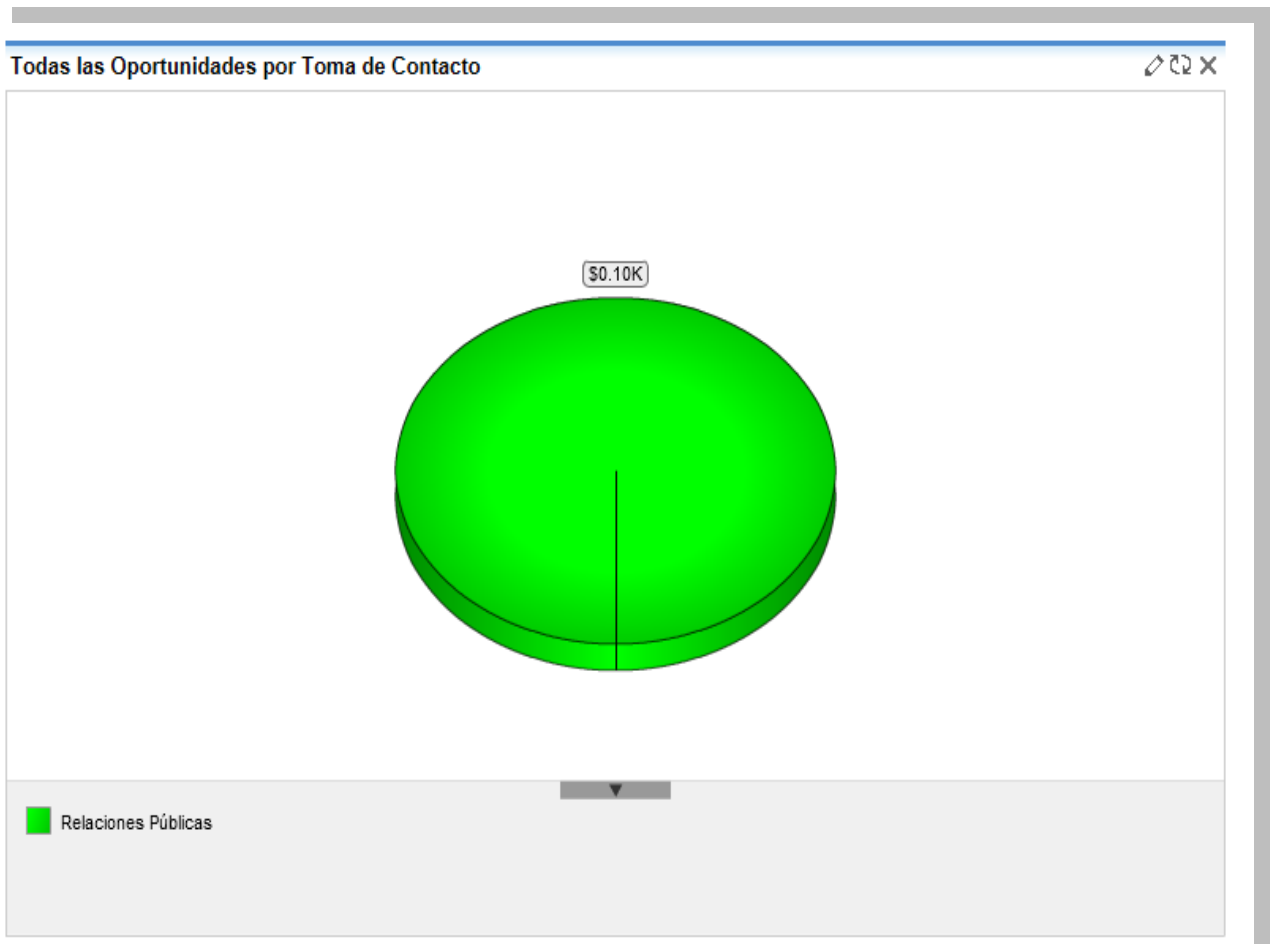 Todas las Oportunidades por Toma de Contacto
$0.10K
Relaciones Públicas